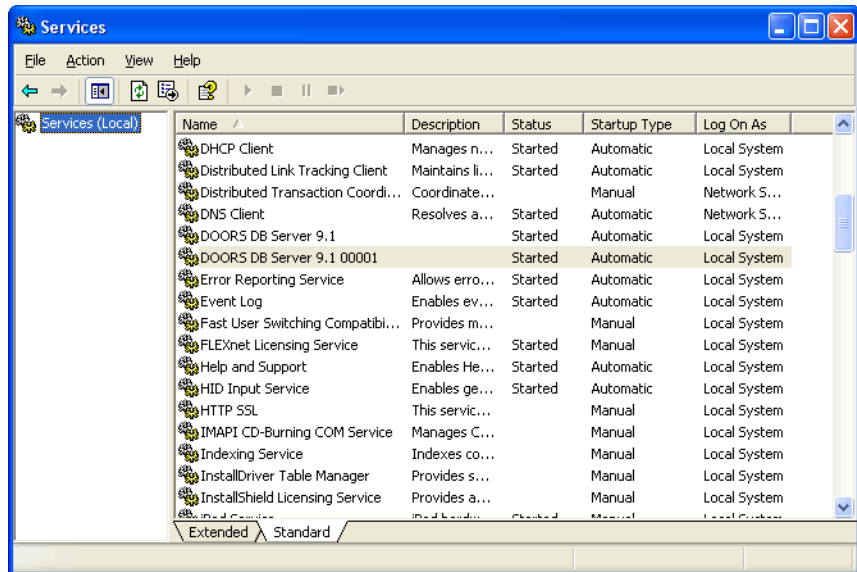 Services
File Action View Help
Services (Local)
Name Description Status Startup Type Log On As
DHCP Client Manages n... Started Automatic Local System
Distributed Link Tracking Client Maintains li... Started Automatic Local System
Distributed Transaction Coordi... Coordinate... Manual Network S...
DNS Client Resolves a... Started Automatic Network S...
DOORS DB Server 9.1 Started Automatic Local System
DOORS DB Server 9.1 00001 Started Automatic Local System
Error Reporting Service Allows erro... Started Automatic Local System
Event Log Enables ev... Started Automatic Local System
Fast User Switching Compatibi... Provides m... Manual Local System
FLEXnet Licensing Service This servic... Started Manual Local System
Help and Support Enables He... Started Automatic Local System
HID Input Service Enables ge... Started Automatic Local System
HTTP SSL This servic... Manual Local System
IMAPI CD-Burning COM Service Manages C... Manual Local System
Indexing Service Indexes co... Manual Local System
InstallDriver Table Manager Provides s... Manual Local System
InstallShield Licensing Service Provides a... Manual Local System
Extended Standard